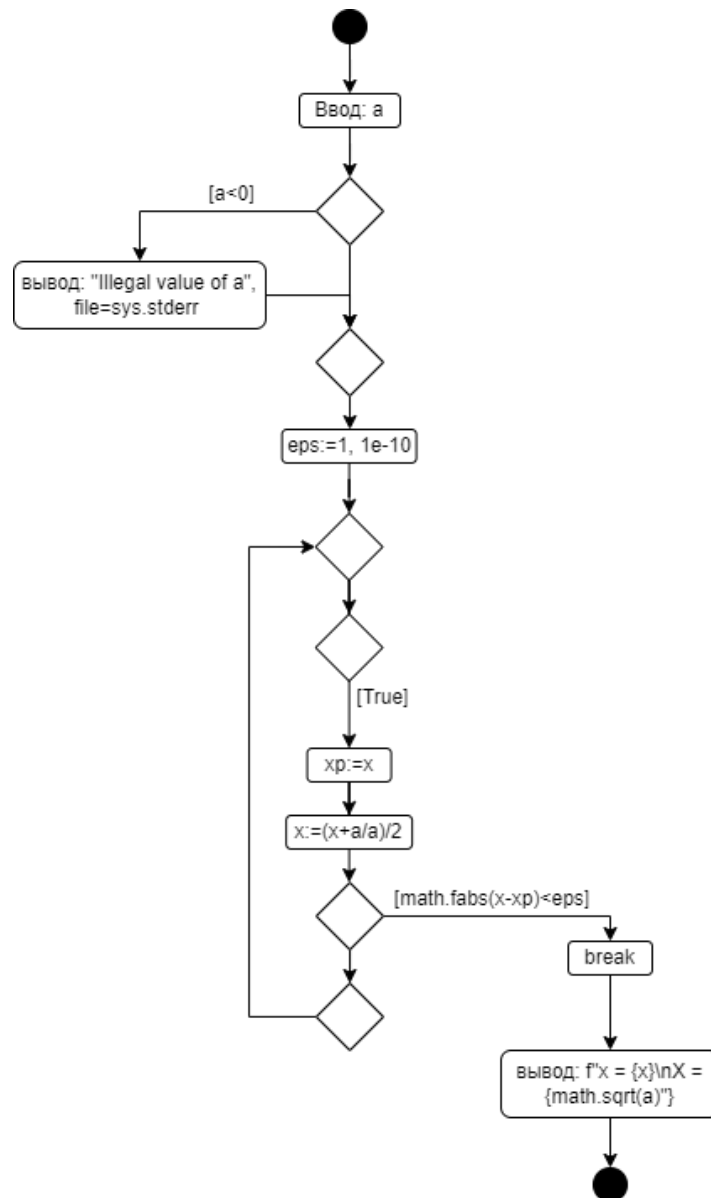 Ввод: a
[a<0]
вывод: "Illegal value of a",
file=sys.stderr
eps:=1, 1e-10
[True]
xp:=x
x:=(x+a/a)/2
[math.fabs(x-xp)<eps]
break
вывод: f"x = {x}\nX =
{math.sqrt(a)"}